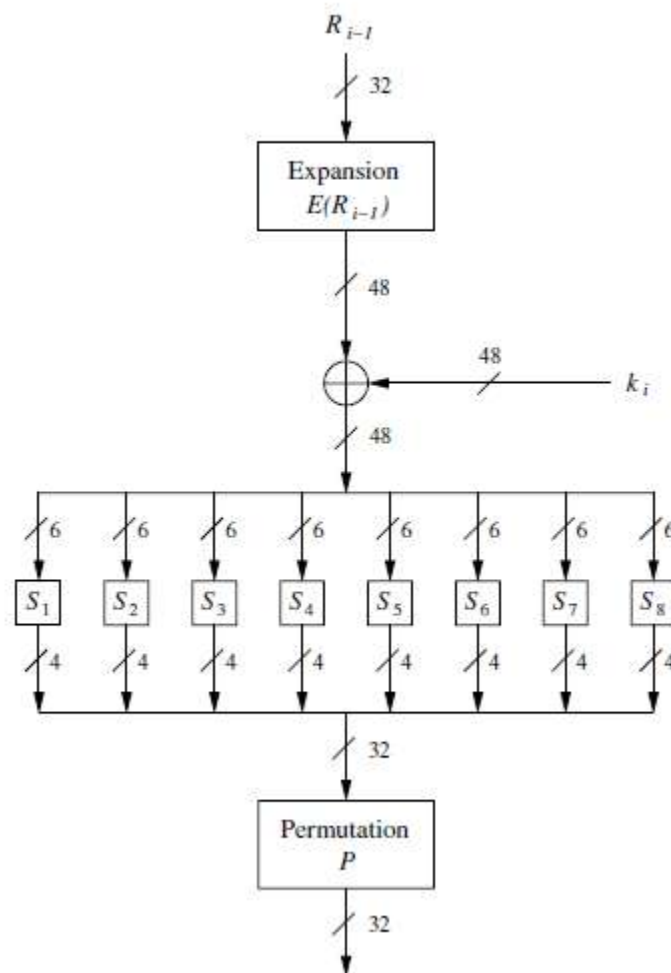 R i−1
32
Expansion
E(R i−1)
48
48
k i
48
6 6 6 6 6 6 6 6
S1 S2 S3 S4 S5 S6 S7 S8
4 4 4 4 4 4 4 4
32
Permutation
P
32